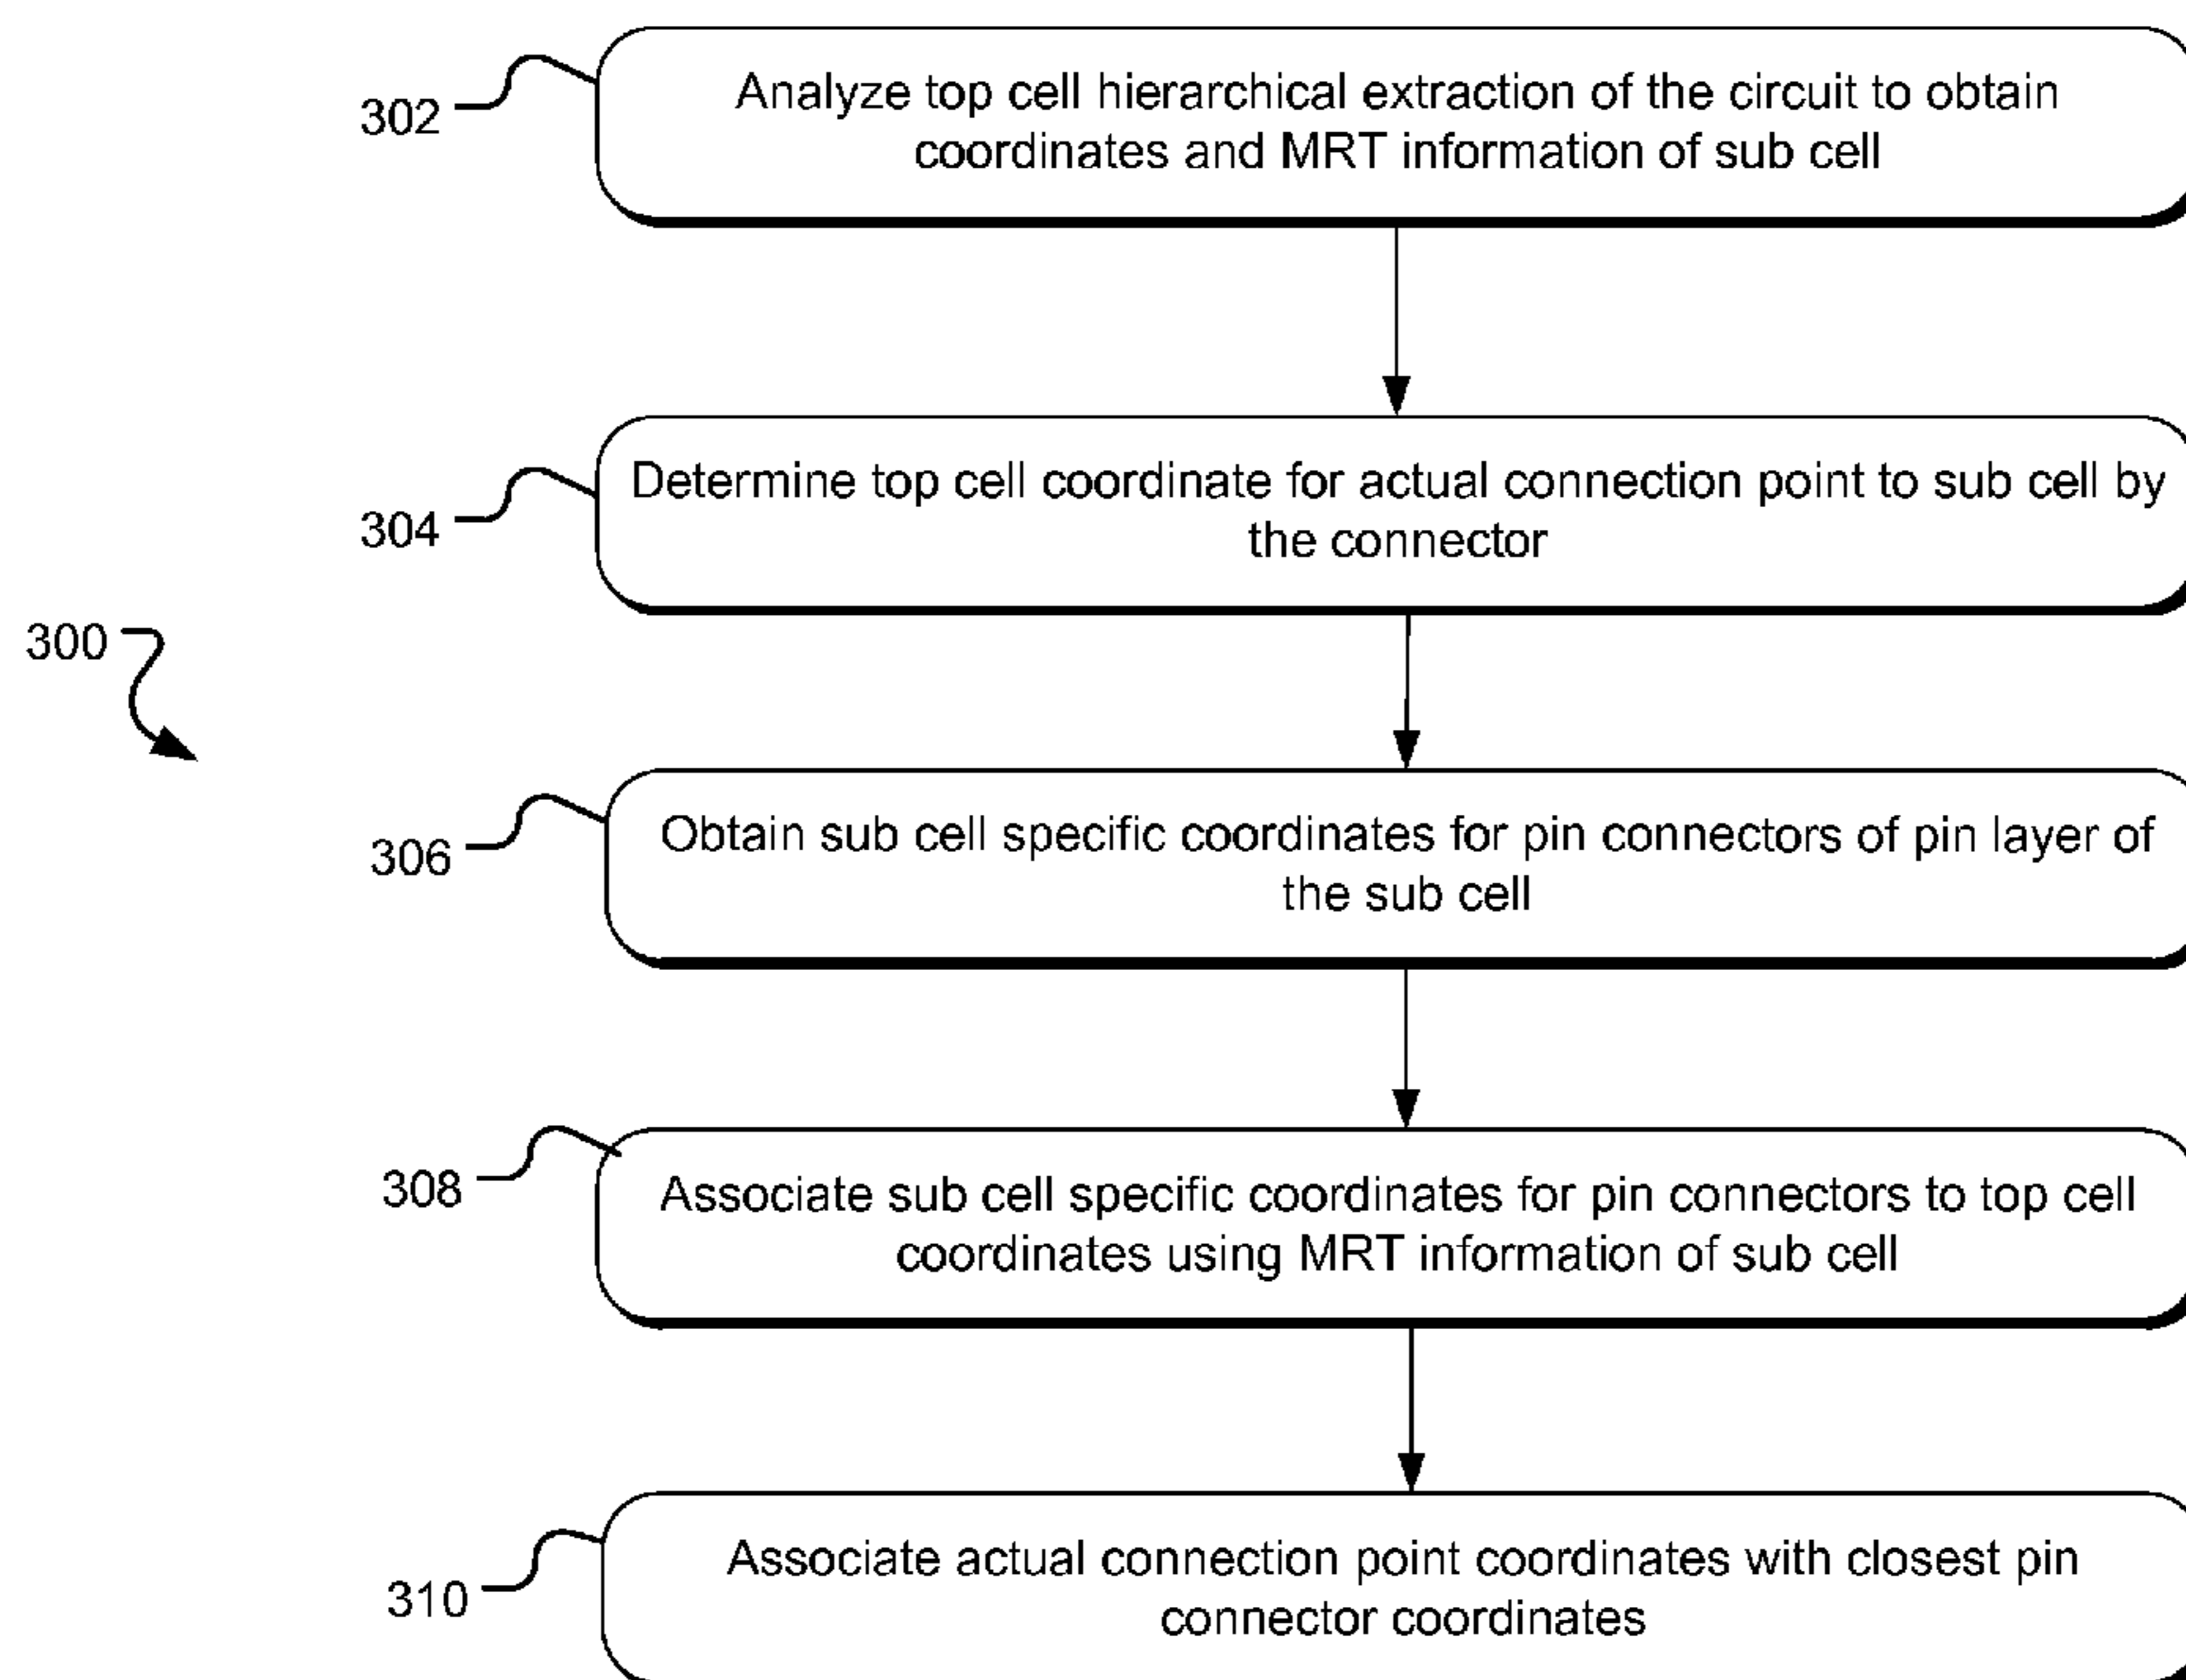 302
Analyze top cell hierarchical extraction of the circuit to obtain
coordinates and MRT information of sub cell
304
Determine top cell coordinate for actual connection point to sub cell by
the connector
300
306
Obtain sub cell specific coordinates for pin connectors of pin layer of
the sub cell
308
Associate sub cell specific coordinates for pin connectors to top cell
coordinates using MRT information of sub cell
310
Associate actual connection point coordinates with closest pin
connector coordinates